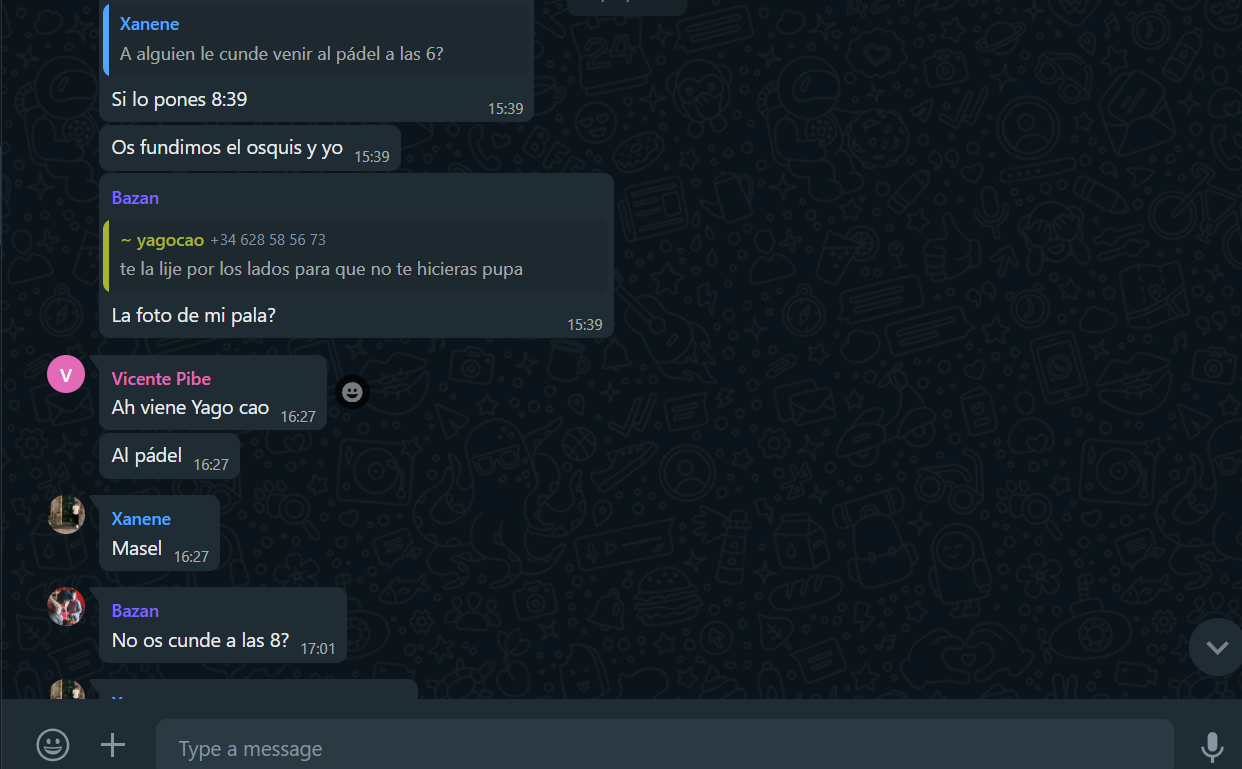 Xanene
A alguien le cunde venir al pádel a las 6?
Si lo pones 8:39
15:39
Os fundimos el osquis y yo
15:39
Bazan
~ yagocao +34 628 58 56 73
te la lije por los lados para que no te hicieras pupa
La foto de mi pala?
15:39
V
Vicente Pibe
Ah viene Yago cao
16:27
Al pádel
16:27
Xanene
Masel
16:27
Bazan
No os cunde a las 8?
17:01
Type a message